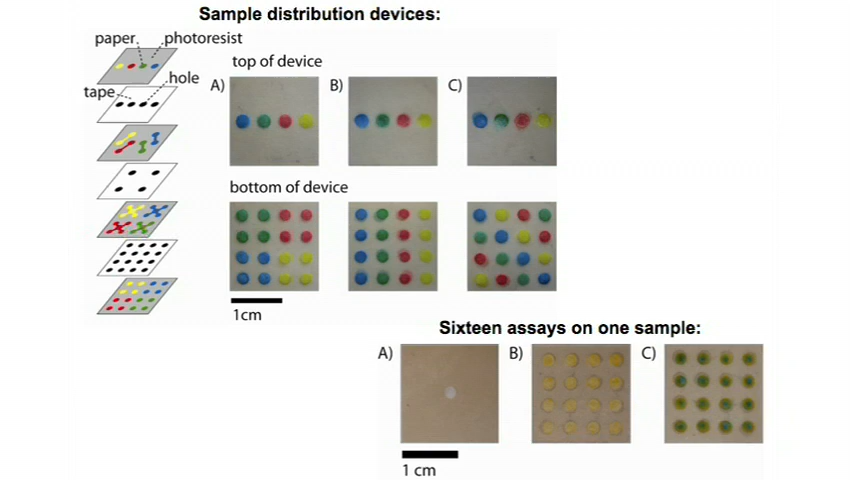 Sample distribution devices:
paper
photoresist
tape
hole
top of device
A)
B)
C)
bottom of device
1cm
Sixteen assays on one sample:
A)
B)
C)
1 cm